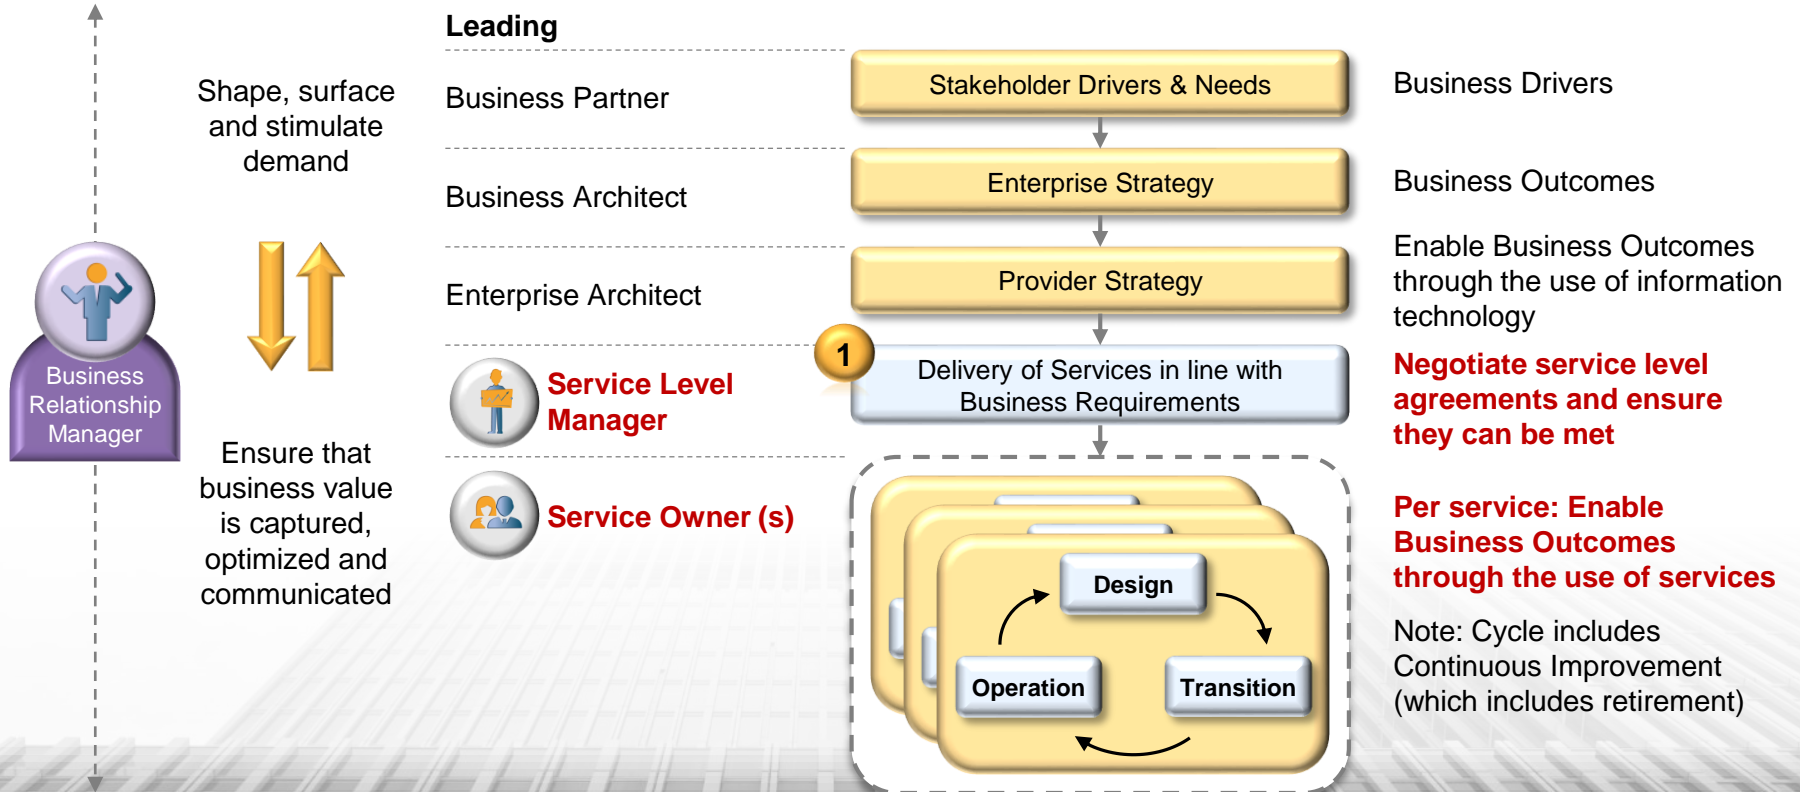 Leading
Shape, surface
and stimulate
demand
Business
Relationship
Manager
Ensure that
business value
is captured,
optimized and
communicated
Business Partner
Stakeholder Drivers & Needs
Business Drivers
Business Architect
Enterprise Strategy
Business Outcomes
Enterprise Architect
Provider Strategy
Enable Business Outcomes
through the use of information
technology
Service Level
Manager
1
Delivery of Services in line with
Business Requirements
Negotiate service level
agreements and ensure
they can be met
Service Owner (s)
Design
Operation
Transition
Per service: Enable
Business Outcomes
through the use of services
Note: Cycle includes
Continuous Improvement
(which includes retirement)